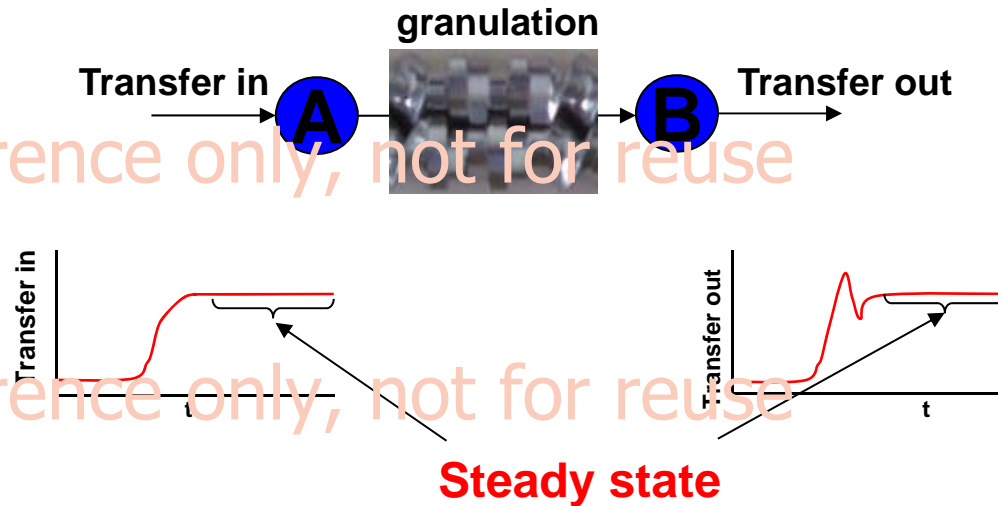 granulation
Transfer in
A
B
Transfer out
rence only, not for reuse
Transfer in
t
Transfer out
t
rence only, not for reuse
Steady state